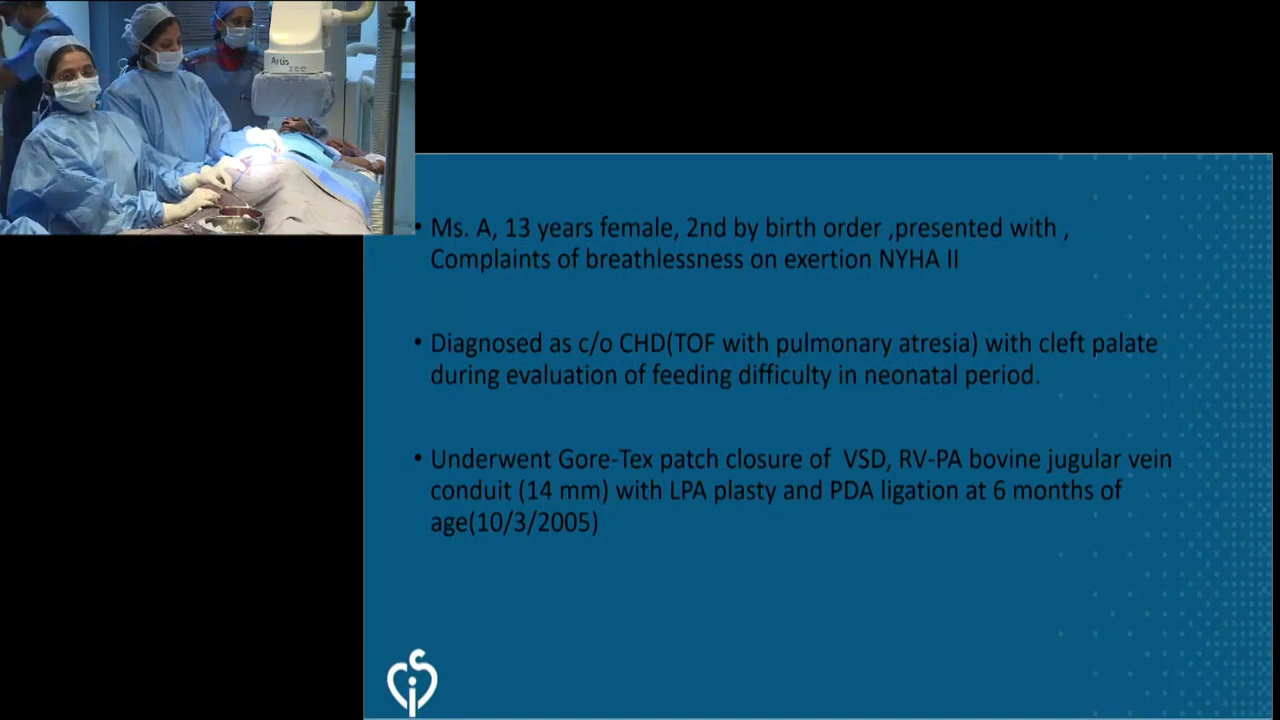 Artis
zee
• Ms. A, 13 years female, 2nd by birth order ,presented with ,
Complaints of breathlessness on exertion NYHA II
• Diagnosed as c/o CHD(TOF with pulmonary atresia) with cleft palate
during evaluation of feeding difficulty in neonatal period.
• Underwent Gore-Tex patch closure of VSD, RV-PA bovine jugular vein
conduit (14 mm) with LPA plasty and PDA ligation at 6 months of
age(10/3/2005)